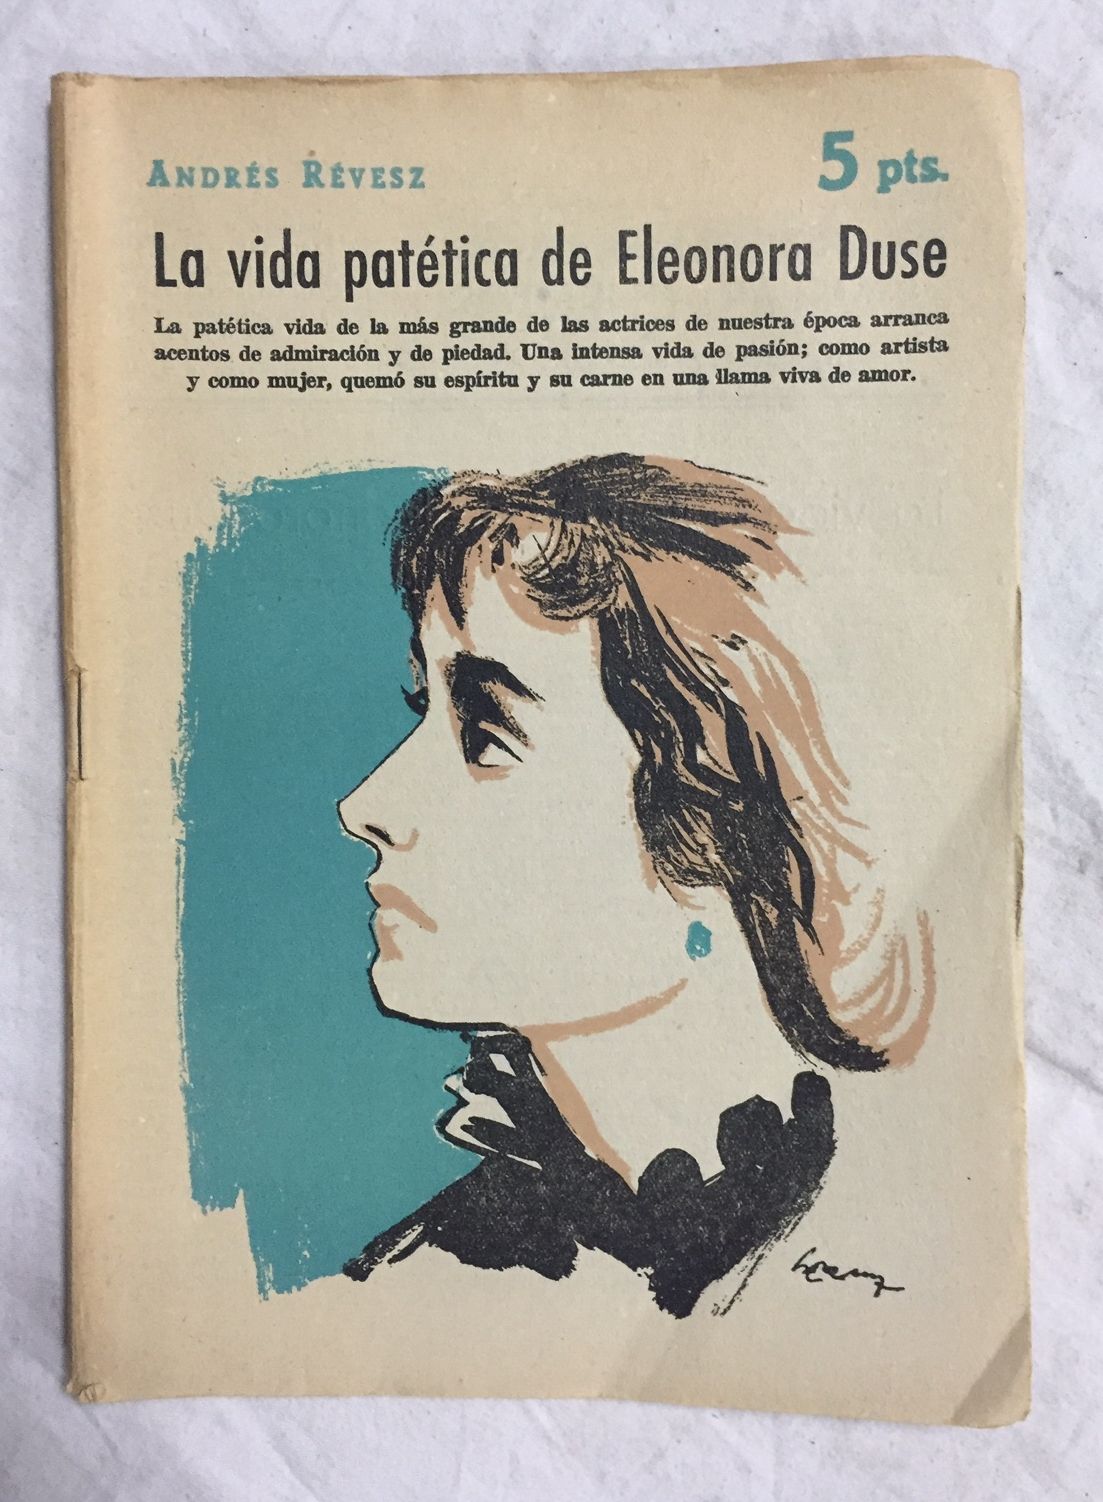 ANDRÉS RÉVESZ
5 pts.
La vida patética de Eleonora Duse
La patética vida de la más grande de las actrices de nuestra época arranca
acentos de admiración y de piedad. Una intensa vida de pasión; como artista
y como mujer, quemó su espíritu y su carne en una llama viva de amor.